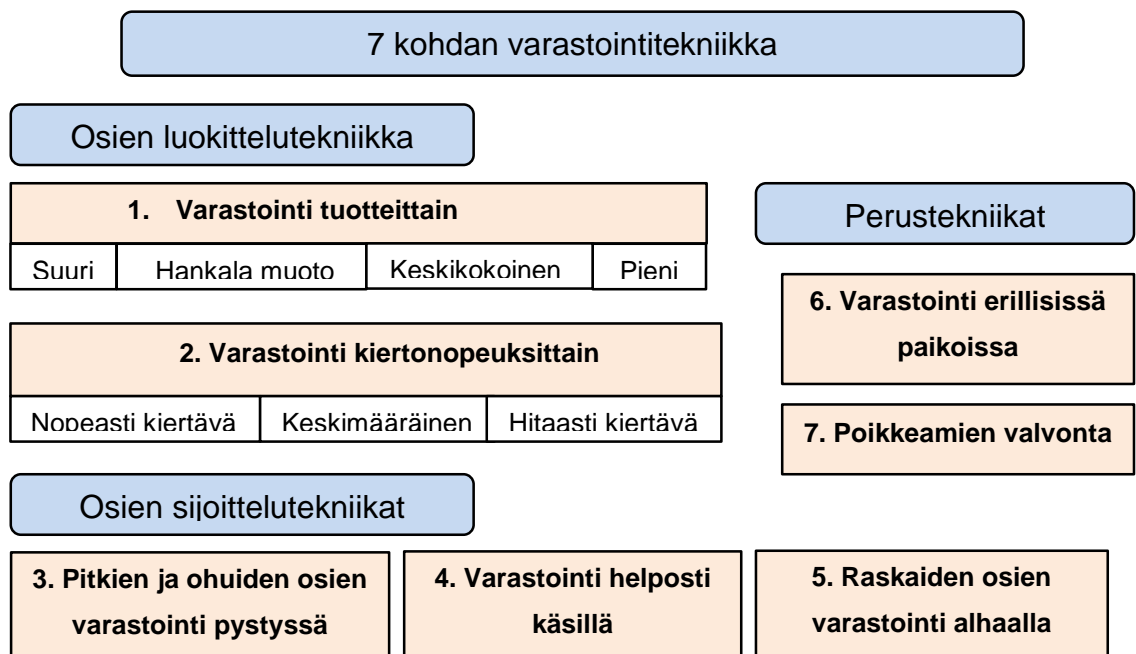 7 kohdan varastointitekniikka
Osien luokittelutekniikka
1. Varastointi tuotteittain
Suuri
Hankala muoto
Keskikokoinen
Pieni
2. Varastointi kiertonopeuksittain
Nopeasti kiertävä
Keskimääräinen
Hitaasti kiertävä
Perustekniikat
6. Varastointi erillisissä
paikoissa
7. Poikkeamien valvonta
Osien sijoittelutekniikat
3. Pitkien ja ohuiden osien
varastointi pystyssä
4. Varastointi helposti
käsillä
5. Raskaiden osien
varastointi alhaalla